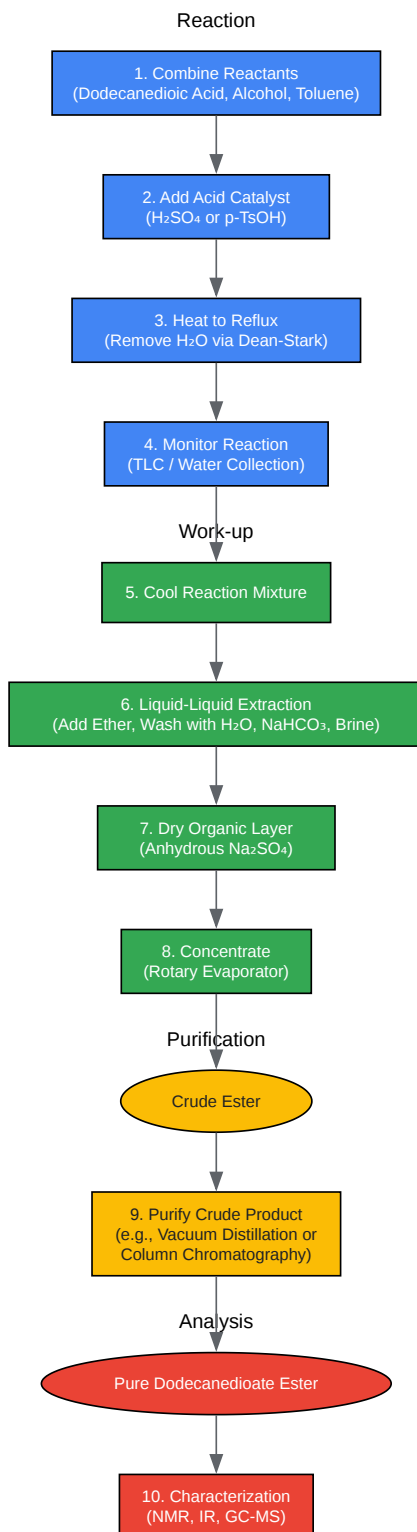 Reaction
1. Combine Reactants
(Dodecanedioic Acid, Alcohol, Toluene)
2. Add Acid Catalyst
(H₂SO₄ or p-TsOH)
3. Heat to Reflux
(Remove H₂O via Dean-Stark)
4. Monitor Reaction
(TLC / Water Collection)
Work-up
5. Cool Reaction Mixture
6. Liquid-Liquid Extraction
(Add Ether, Wash with H₂O, NaHCO₃, Brine)
7. Dry Organic Layer
(Anhydrous Na₂SO₄)
8. Concentrate
(Rotary Evaporator)
Purification
Crude Ester
9. Purify Crude Product
(e.g., Vacuum Distillation or
Column Chromatography)
Analysis
Pure Dodecanedioate Ester
10. Characterization
(NMR, IR, GC-MS)